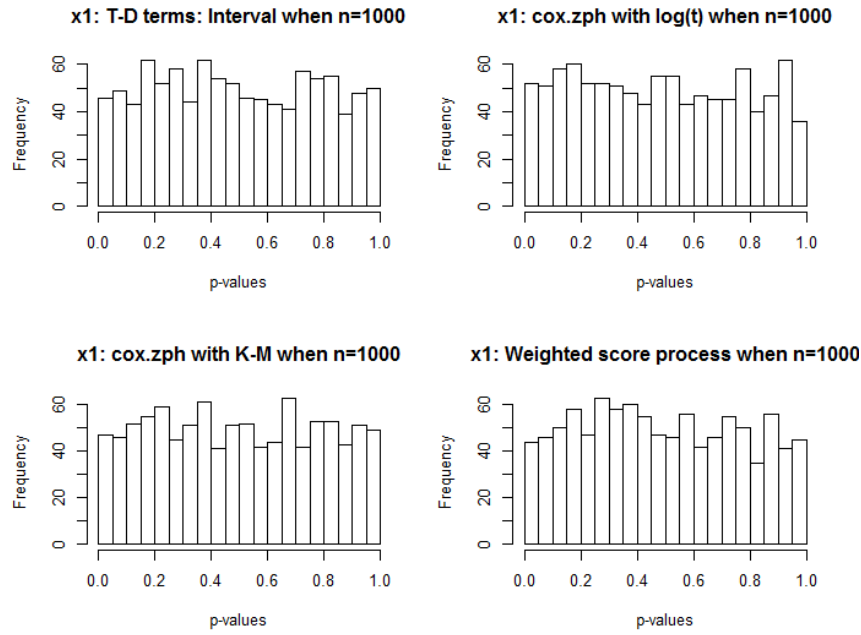 x1: T-D terms: Interval when n=1000
Frequency
60
40
20
0
0.0 0.2 0.4 0.6 0.8 1.0
p-values
x1: cox.zph with log(t) when n=1000
Frequency
60
40
20
0
0.0 0.2 0.4 0.6 0.8 1.0
p-values
x1: cox.zph with K-M when n=1000
Frequency
60
40
20
0
0.0 0.2 0.4 0.6 0.8 1.0
p-values
x1: Weighted score process when n=1000
Frequency
60
40
20
0
0.0 0.2 0.4 0.6 0.8 1.0
p-values